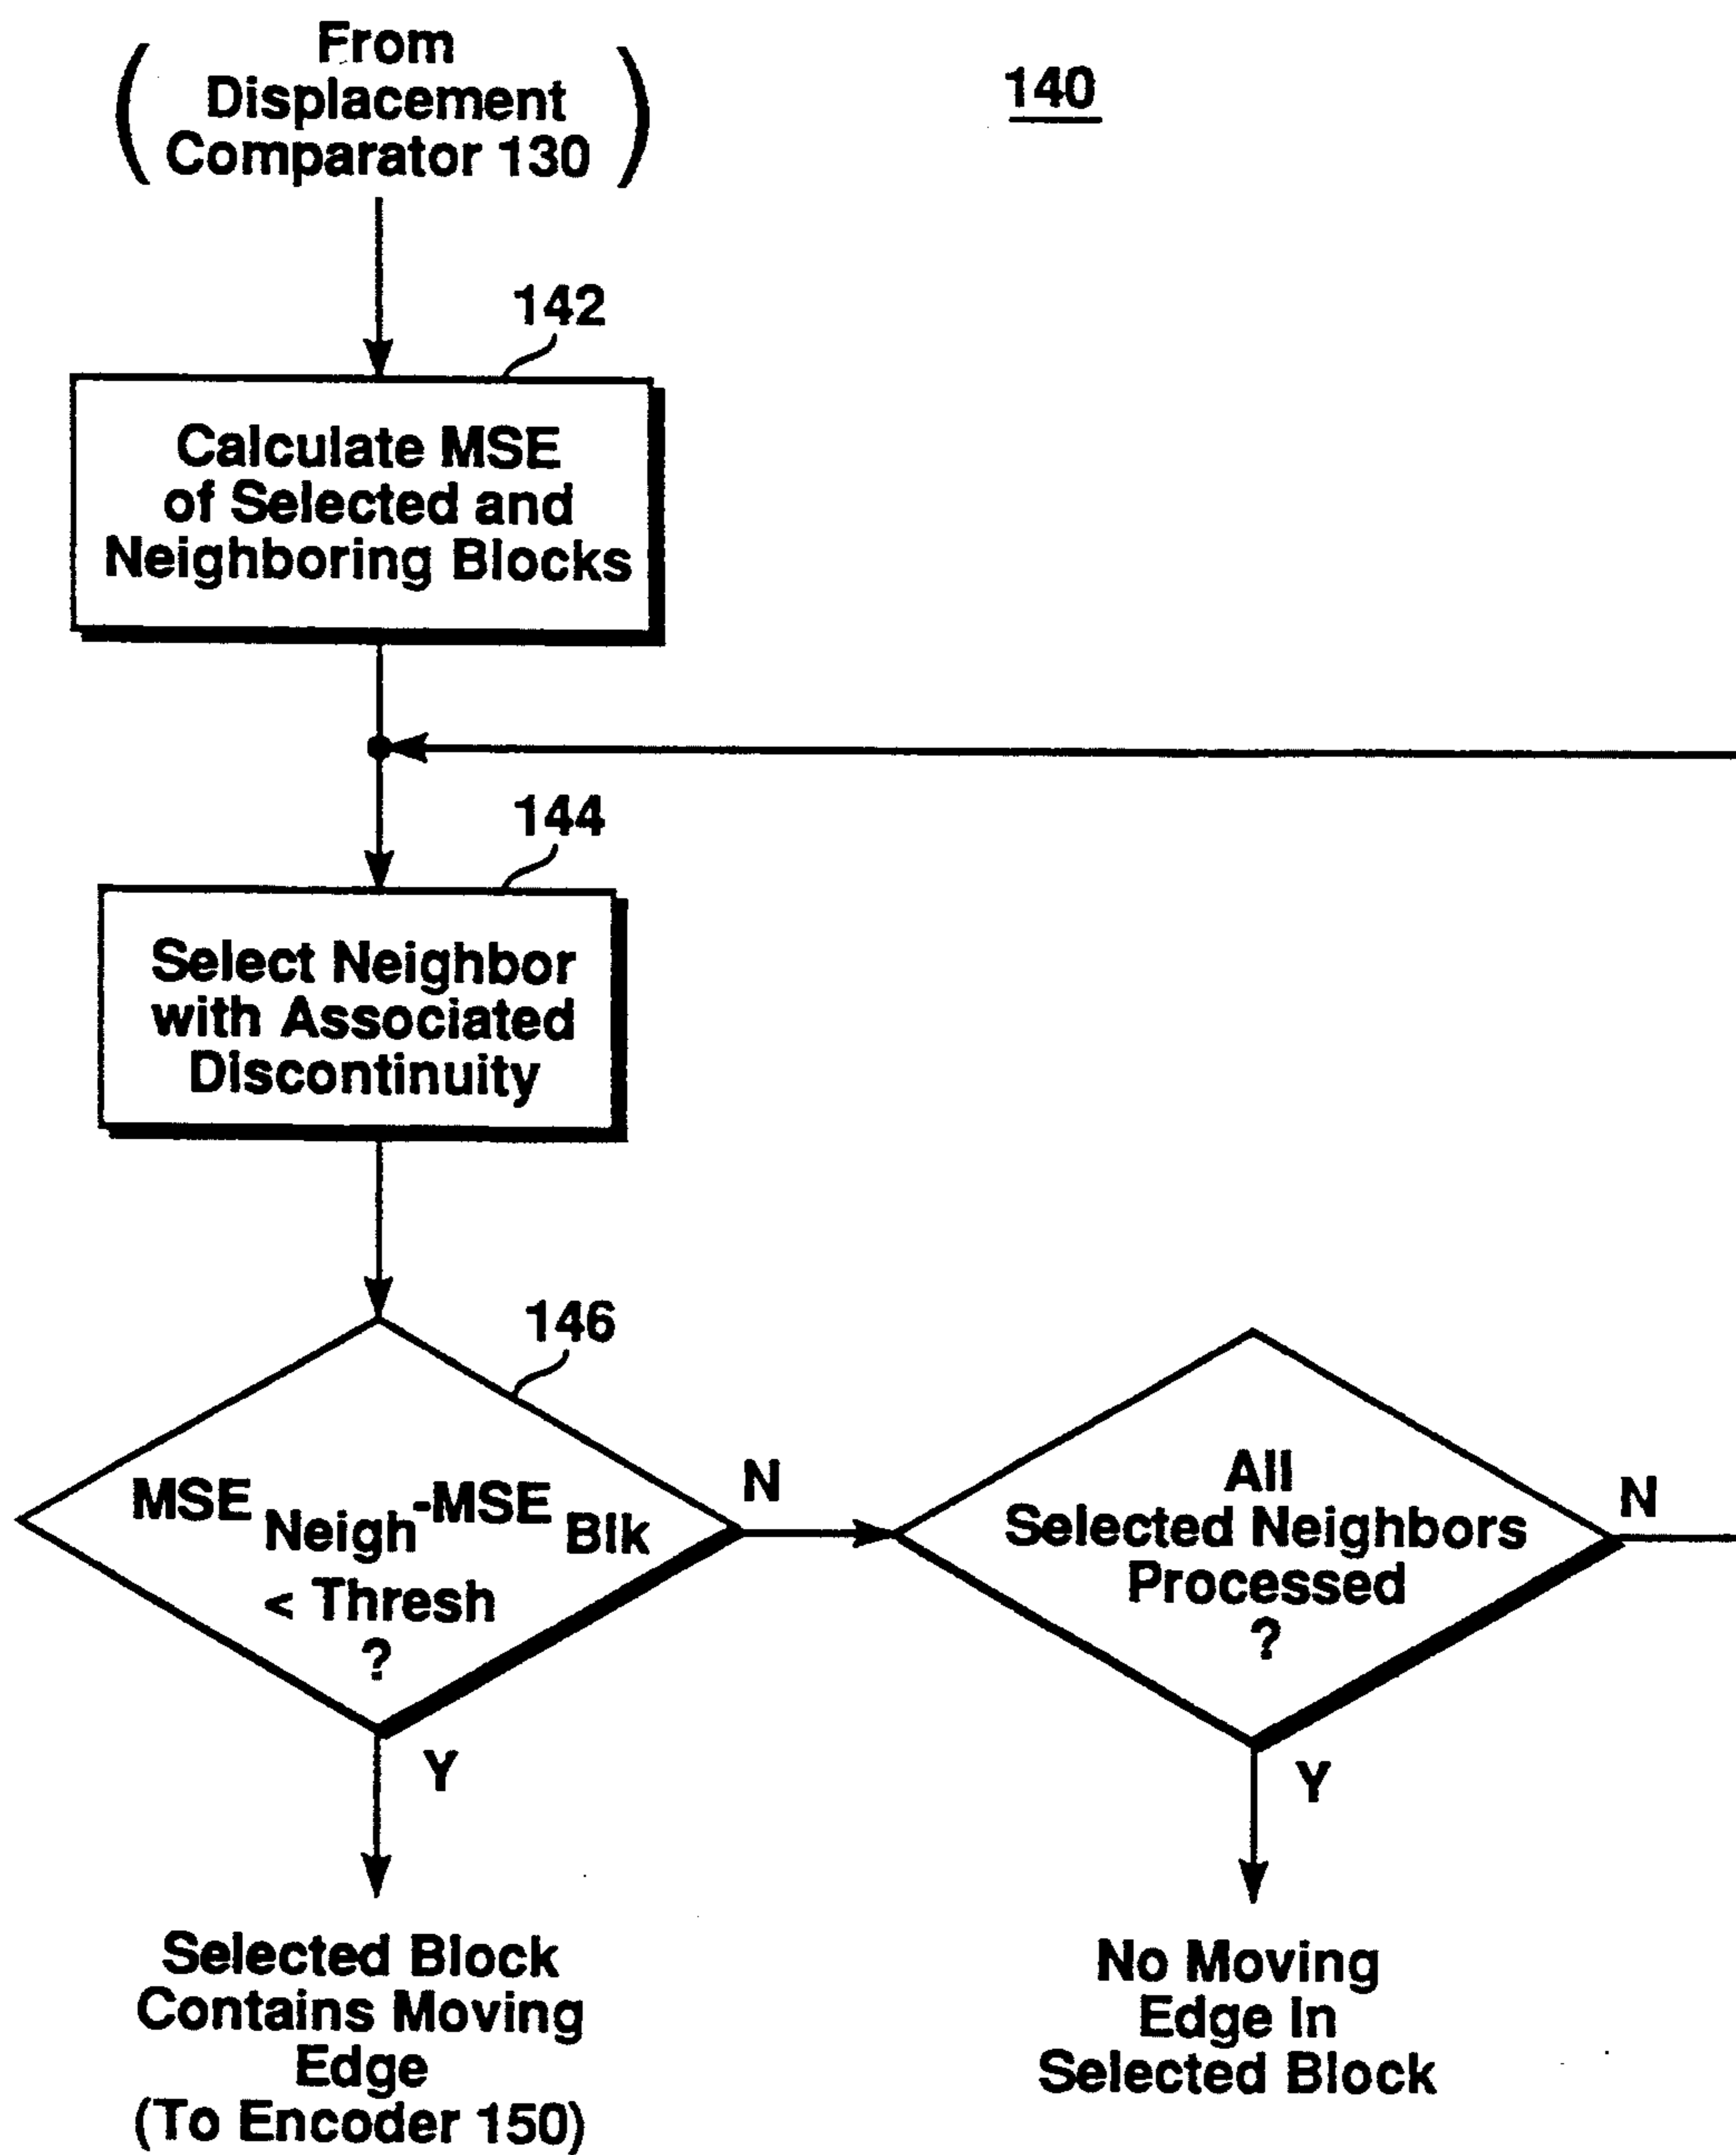 From
Displacement
Comparator 130
140
142
Calculate MSE
of Selected and
Neighboring Blocks
144
Select Neighbor
with Associated
Discontinuity
146
MSE Neigh -MSE Blk
< Thresh
?
N
Y
All
Selected Neighbors
Processed
?
N
Y
Selected Block
Contains Moving
Edge
(To Encoder 150)
No Moving
Edge In
Selected Block